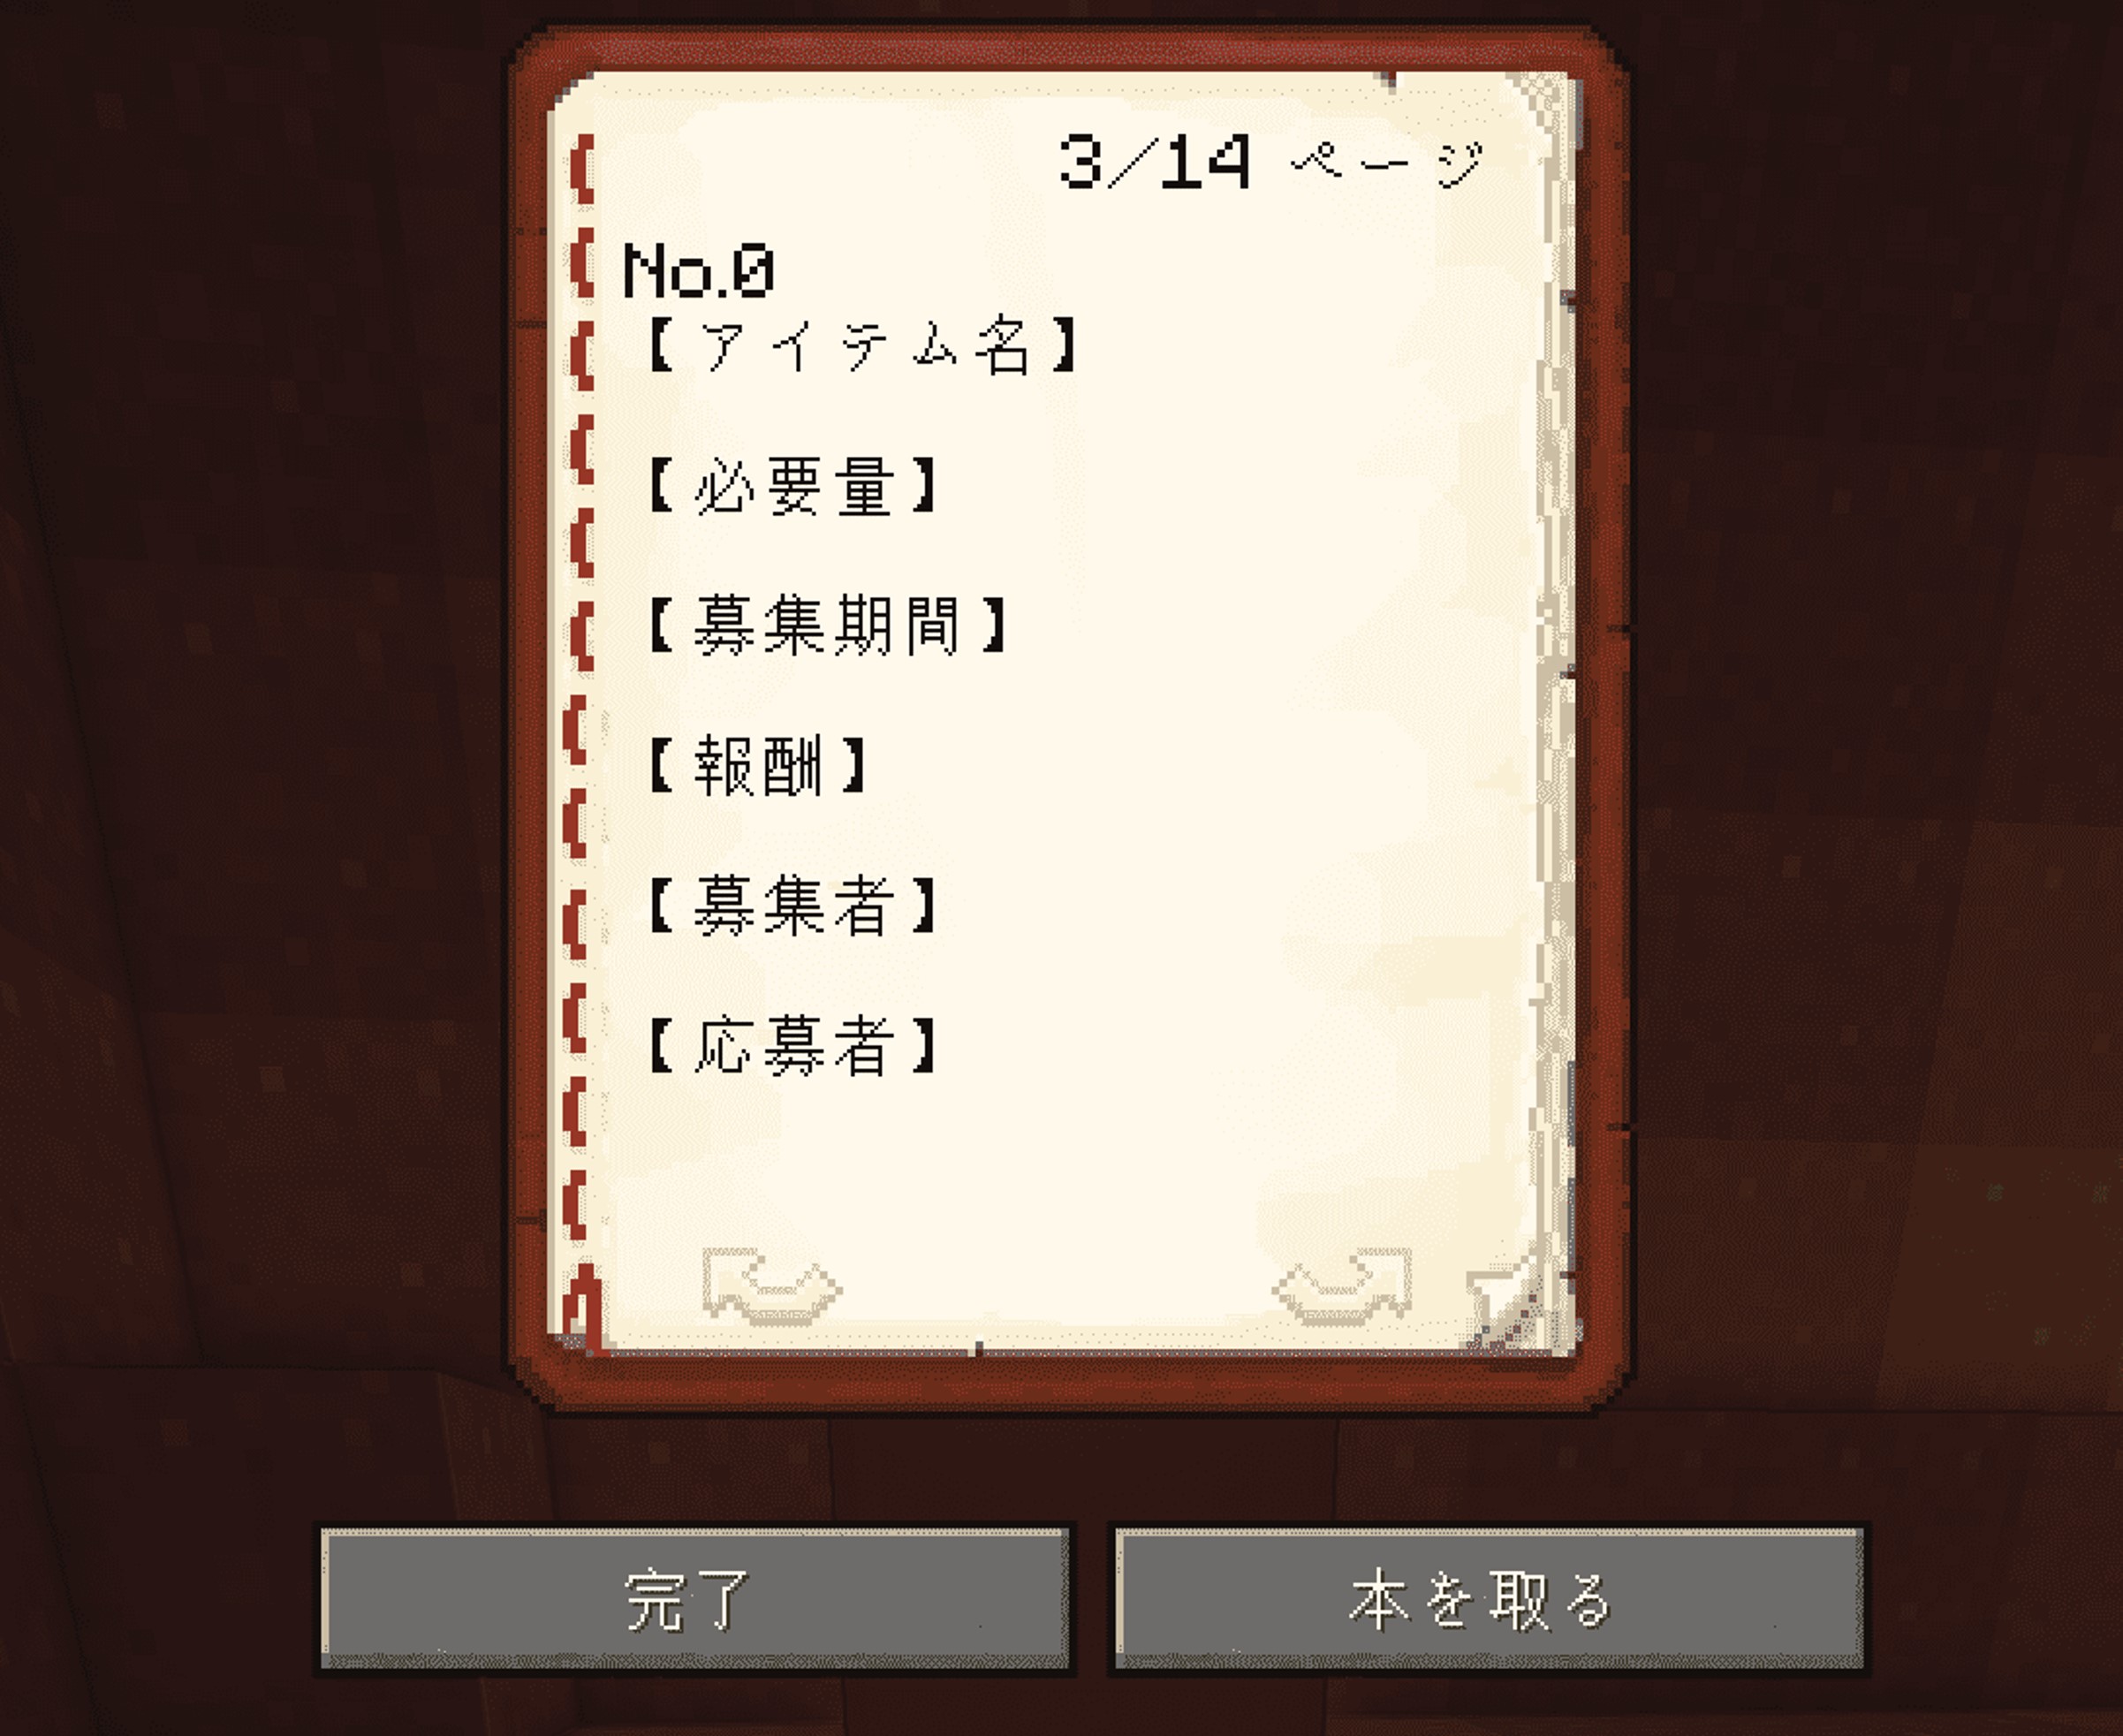 3/14 ページ
No.0
【アイテム名】
【必要量】
【募集期間】
【報酬】
【募集者】
【応募者】
完了
本を取る